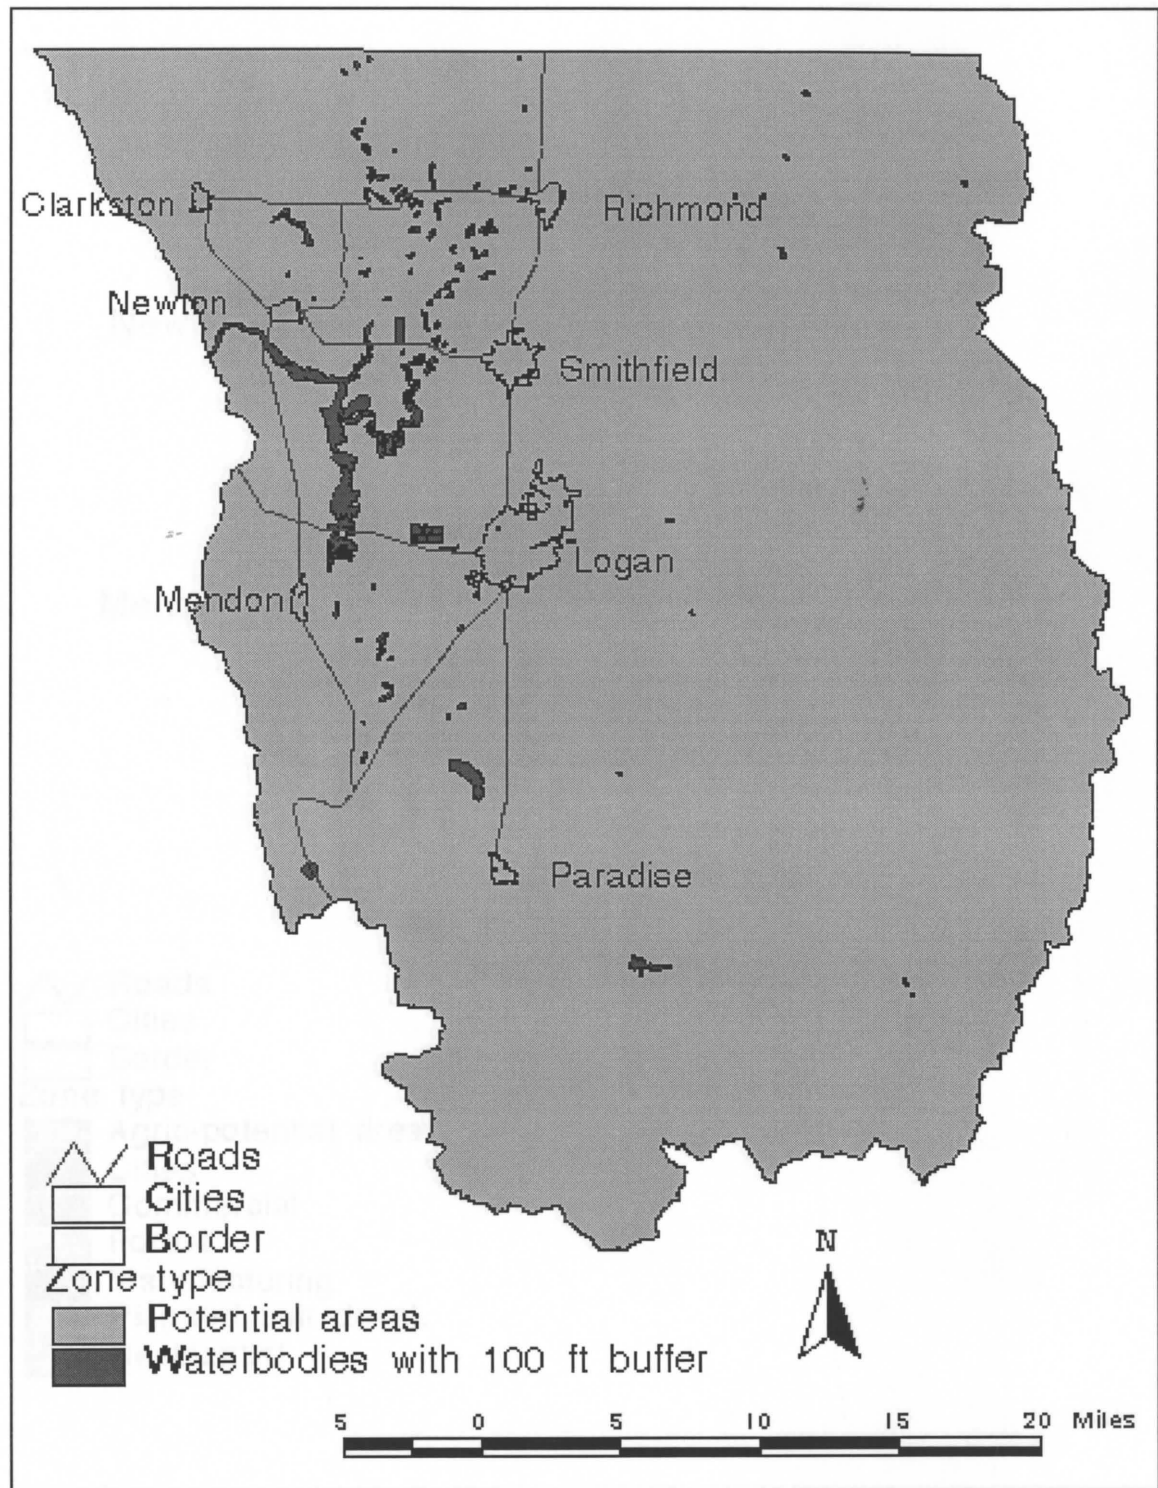 Clarkston
Richmond
Newton
Smithfield
Logan
Mendon
Paradise
Roads
Cities
Border
Zone type
Potential areas
Waterbodies with 100 ft buffer
N
5 0 5 10 15 20 Miles